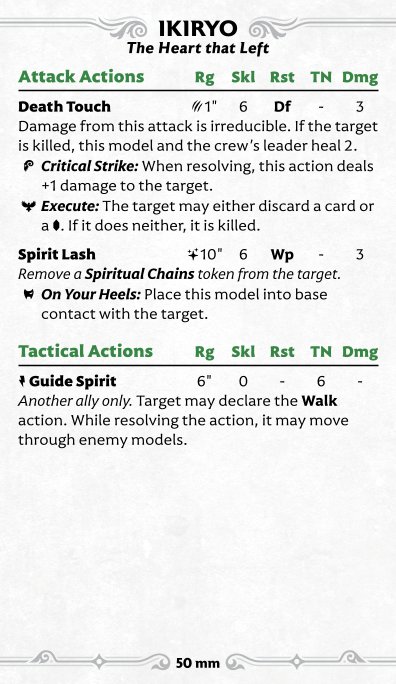 IKIRYO
The Heart that Left
Attack Actions Rg Skl Rst TN Dmg
Death Touch 1" 6 Df - 3
Damage from this attack is irreducible. If the target
is killed, this model and the crew's leader heal 2.
Critical Strike: When resolving, this action deals
+1 damage to the target.
Execute: The target may either discard a card or
a . If it does neither, it is killed.
Spirit Lash 10" 6 Wp - 3
Remove a Spiritual Chains token from the target.
On Your Heels: Place this model into base
contact with the target.
Tactical Actions Rg Skl Rst TN Dmg
Guide Spirit 6" 0 - 6 -
Another ally only. Target may declare the Walk
action. While resolving the action, it may move
through enemy models.
50 mm